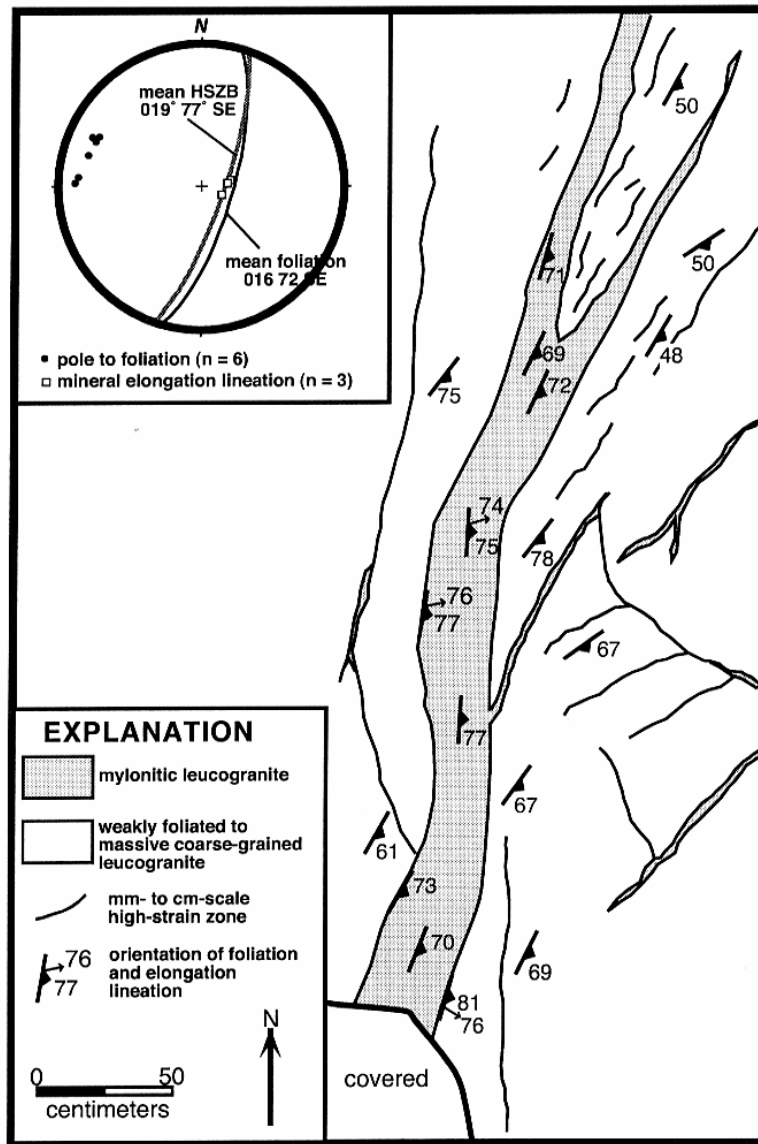 N
mean HSZB
019° 77° SE
mean foliation
016 72 SE
pole to foliation (n = 6)
mineral elongation lineation (n = 3)
50
50
71
69
48
75
72
74
75
78
76
77
67
77
67
61
73
70
69
81
76
covered
EXPLANATION
mylonitic leucogranite
weakly foliated to
massive coarse-grained
leucogranite
mm- to cm-scale
high-strain zone
76
77
orientation of foliation
and elongation
lineation
N
0 50
centimeters